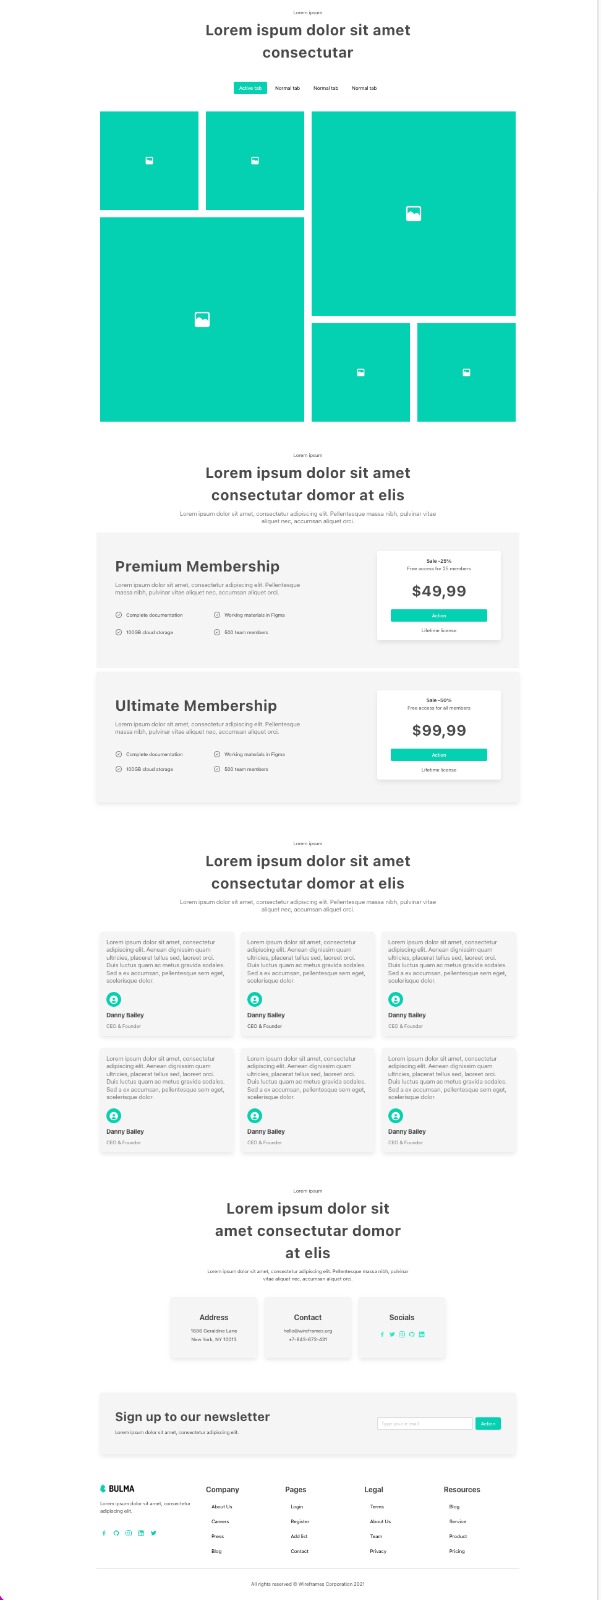 Lorem ipsum
Lorem ispum dolor sit amet
consectutar
Active tab Normal tab Normal tab Normal tab
Lorem ipsum
Lorem ipsum dolor sit amet
consectutar domor at elis
Lorem ipsum dolor sit amet, consectetur adipiscing elit. Pellentesque massa nibh, pulvinar vitae
aliquet nec, accumsan aliquet orci.
Premium Membership
Lorem ipsum dolor sit amet, consectetur adipiscing elit. Pellentesque
massa nibh, pulvinar vitae aliquet nec, accumsan aliquet orci.
Complete documentation Working materials in Figma
100GB cloud storage 500 team members
Sale -25%
Free access for 25 members
$49,99
Action
Lifetime license
Ultimate Membership
Lorem ipsum dolor sit amet, consectetur adipiscing elit. Pellentesque
massa nibh, pulvinar vitae aliquet nec, accumsan aliquet orci.
Complete documentation Working materials in Figma
100GB cloud storage 500 team members
Sale -50%
Free access for all members
$99,99
Action
Lifetime license
Lorem ipsum
Lorem ipsum dolor sit amet
consectutar domor at elis
Lorem ipsum dolor sit amet, consectetur adipiscing elit. Pellentesque massa nibh, pulvinar vitae
aliquet nec, accumsan aliquet orci.
Lorem ipsum dolor sit amet, consectetur
adipiscing elit. Aenean dignissim quam
ultricies, placerat tellus sed, laoreet orci.
Duis luctus quam ac metus gravida sodales.
Sed a ex accumsan, pellentesque sem eget,
scelerisque dolor.
Danny Bailey
CEO & Founder
Lorem ipsum dolor sit amet, consectetur
adipiscing elit. Aenean dignissim quam
ultricies, placerat tellus sed, laoreet orci.
Duis luctus quam ac metus gravida sodales.
Sed a ex accumsan, pellentesque sem eget,
scelerisque dolor.
Danny Bailey
CEO & Founder
Lorem ipsum dolor sit amet, consectetur
adipiscing elit. Aenean dignissim quam
ultricies, placerat tellus sed, laoreet orci.
Duis luctus quam ac metus gravida sodales.
Sed a ex accumsan, pellentesque sem eget,
scelerisque dolor.
Danny Bailey
CEO & Founder
Lorem ipsum dolor sit amet, consectetur
adipiscing elit. Aenean dignissim quam
ultricies, placerat tellus sed, laoreet orci.
Duis luctus quam ac metus gravida sodales.
Sed a ex accumsan, pellentesque sem eget,
scelerisque dolor.
Danny Bailey
CEO & Founder
Lorem ipsum dolor sit amet, consectetur
adipiscing elit. Aenean dignissim quam
ultricies, placerat tellus sed, laoreet orci.
Duis luctus quam ac metus gravida sodales.
Sed a ex accumsan, pellentesque sem eget,
scelerisque dolor.
Danny Bailey
CEO & Founder
Lorem ipsum dolor sit amet, consectetur
adipiscing elit. Aenean dignissim quam
ultricies, placerat tellus sed, laoreet orci.
Duis luctus quam ac metus gravida sodales.
Sed a ex accumsan, pellentesque sem eget,
scelerisque dolor.
Danny Bailey
CEO & Founder
Lorem ipsum
Lorem ipsum dolor sit
amet consectutar domor
at elis
Lorem ipsum dolor sit amet, consectetur adipiscing elit. Pellentesque massa nibh, pulvinar
vitae aliquet nec, accumsan aliquet orci.
Address
1686 Geraldine Lane
New York, NY 10013
Contact
hello@wireframes.org
+7-843-672-431
Socials
Sign up to our newsletter
Lorem ipsum dolor sit amet, consectetur adipiscing elit.
Type your e-mail Action
BULMA
Lorem ipsum dolor sit amet, consectetur
adipiscing elit.
Company
About Us
Careers
Press
Blog
Pages
Login
Register
Add list
Contact
Legal
Terms
About Us
Team
Privacy
Resources
Blog
Service
Product
Pricing
All rights reserved © Wireframes Corporation 2021